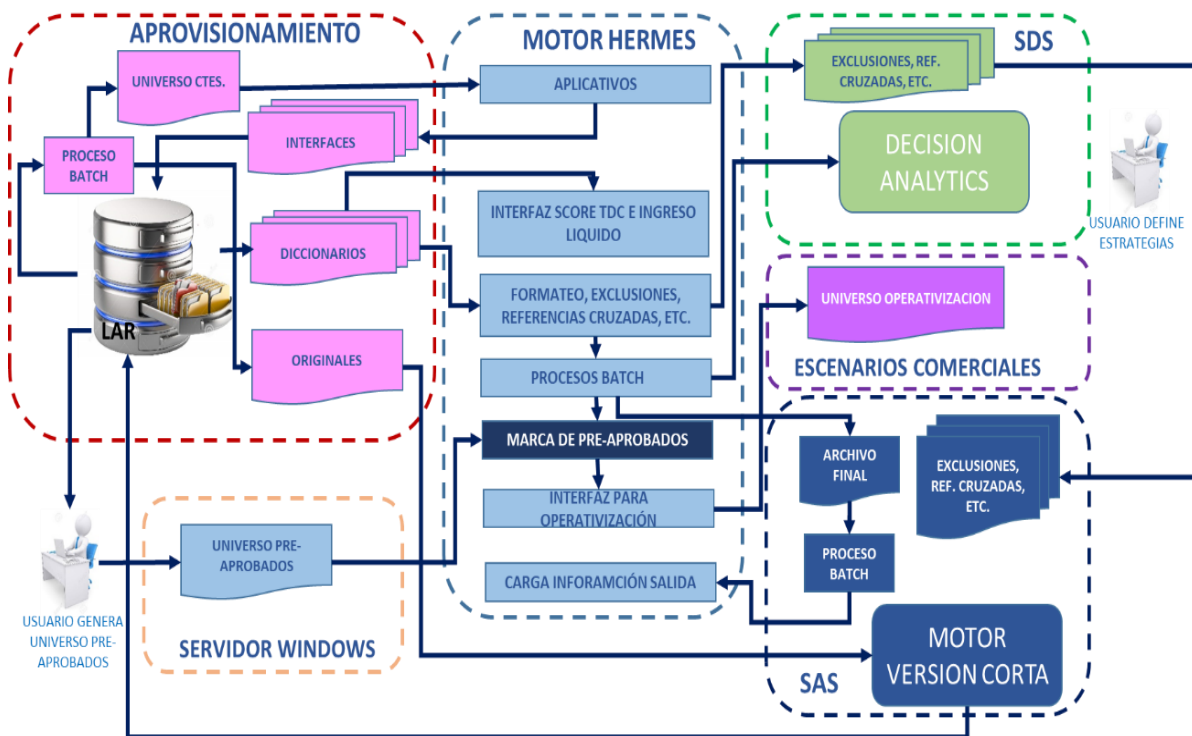 APROVISIONAMIENTO
UNIVERSO CTES.
INTERFACES
PROCESO
BATCH
DICCIONARIOS
LAR
ORIGINALES
USUARIO GENERA
UNIVERSO PRE-
APROBADOS
UNIVERSO PRE-
APROBADOS
SERVIDOR WINDOWS
MOTOR HERMES
APLICATIVOS
INTERFAZ SCORE TDC E INGRESO
LIQUIDO
FORMATEO, EXCLUSIONES,
REFERENCIAS CRUZADAS, ETC.
PROCESOS BATCH
MARCA DE PRE-APROBADOS
INTERFAZ PARA
OPERATIVIZACIÓN
CARGA INFORAMCIÓN SALIDA
SDS
EXCLUSIONES, REF.
CRUZADAS, ETC.
DECISION
ANALYTICS
USUARIO DEFINE
ESTRATEGIAS
UNIVERSO OPERATIVIZACION
ESCENARIOS COMERCIALES
ARCHIVO
FINAL
EXCLUSIONES,
REF. CRUZADAS,
ETC.
PROCESO
BATCH
MOTOR
VERSION CORTA
SAS